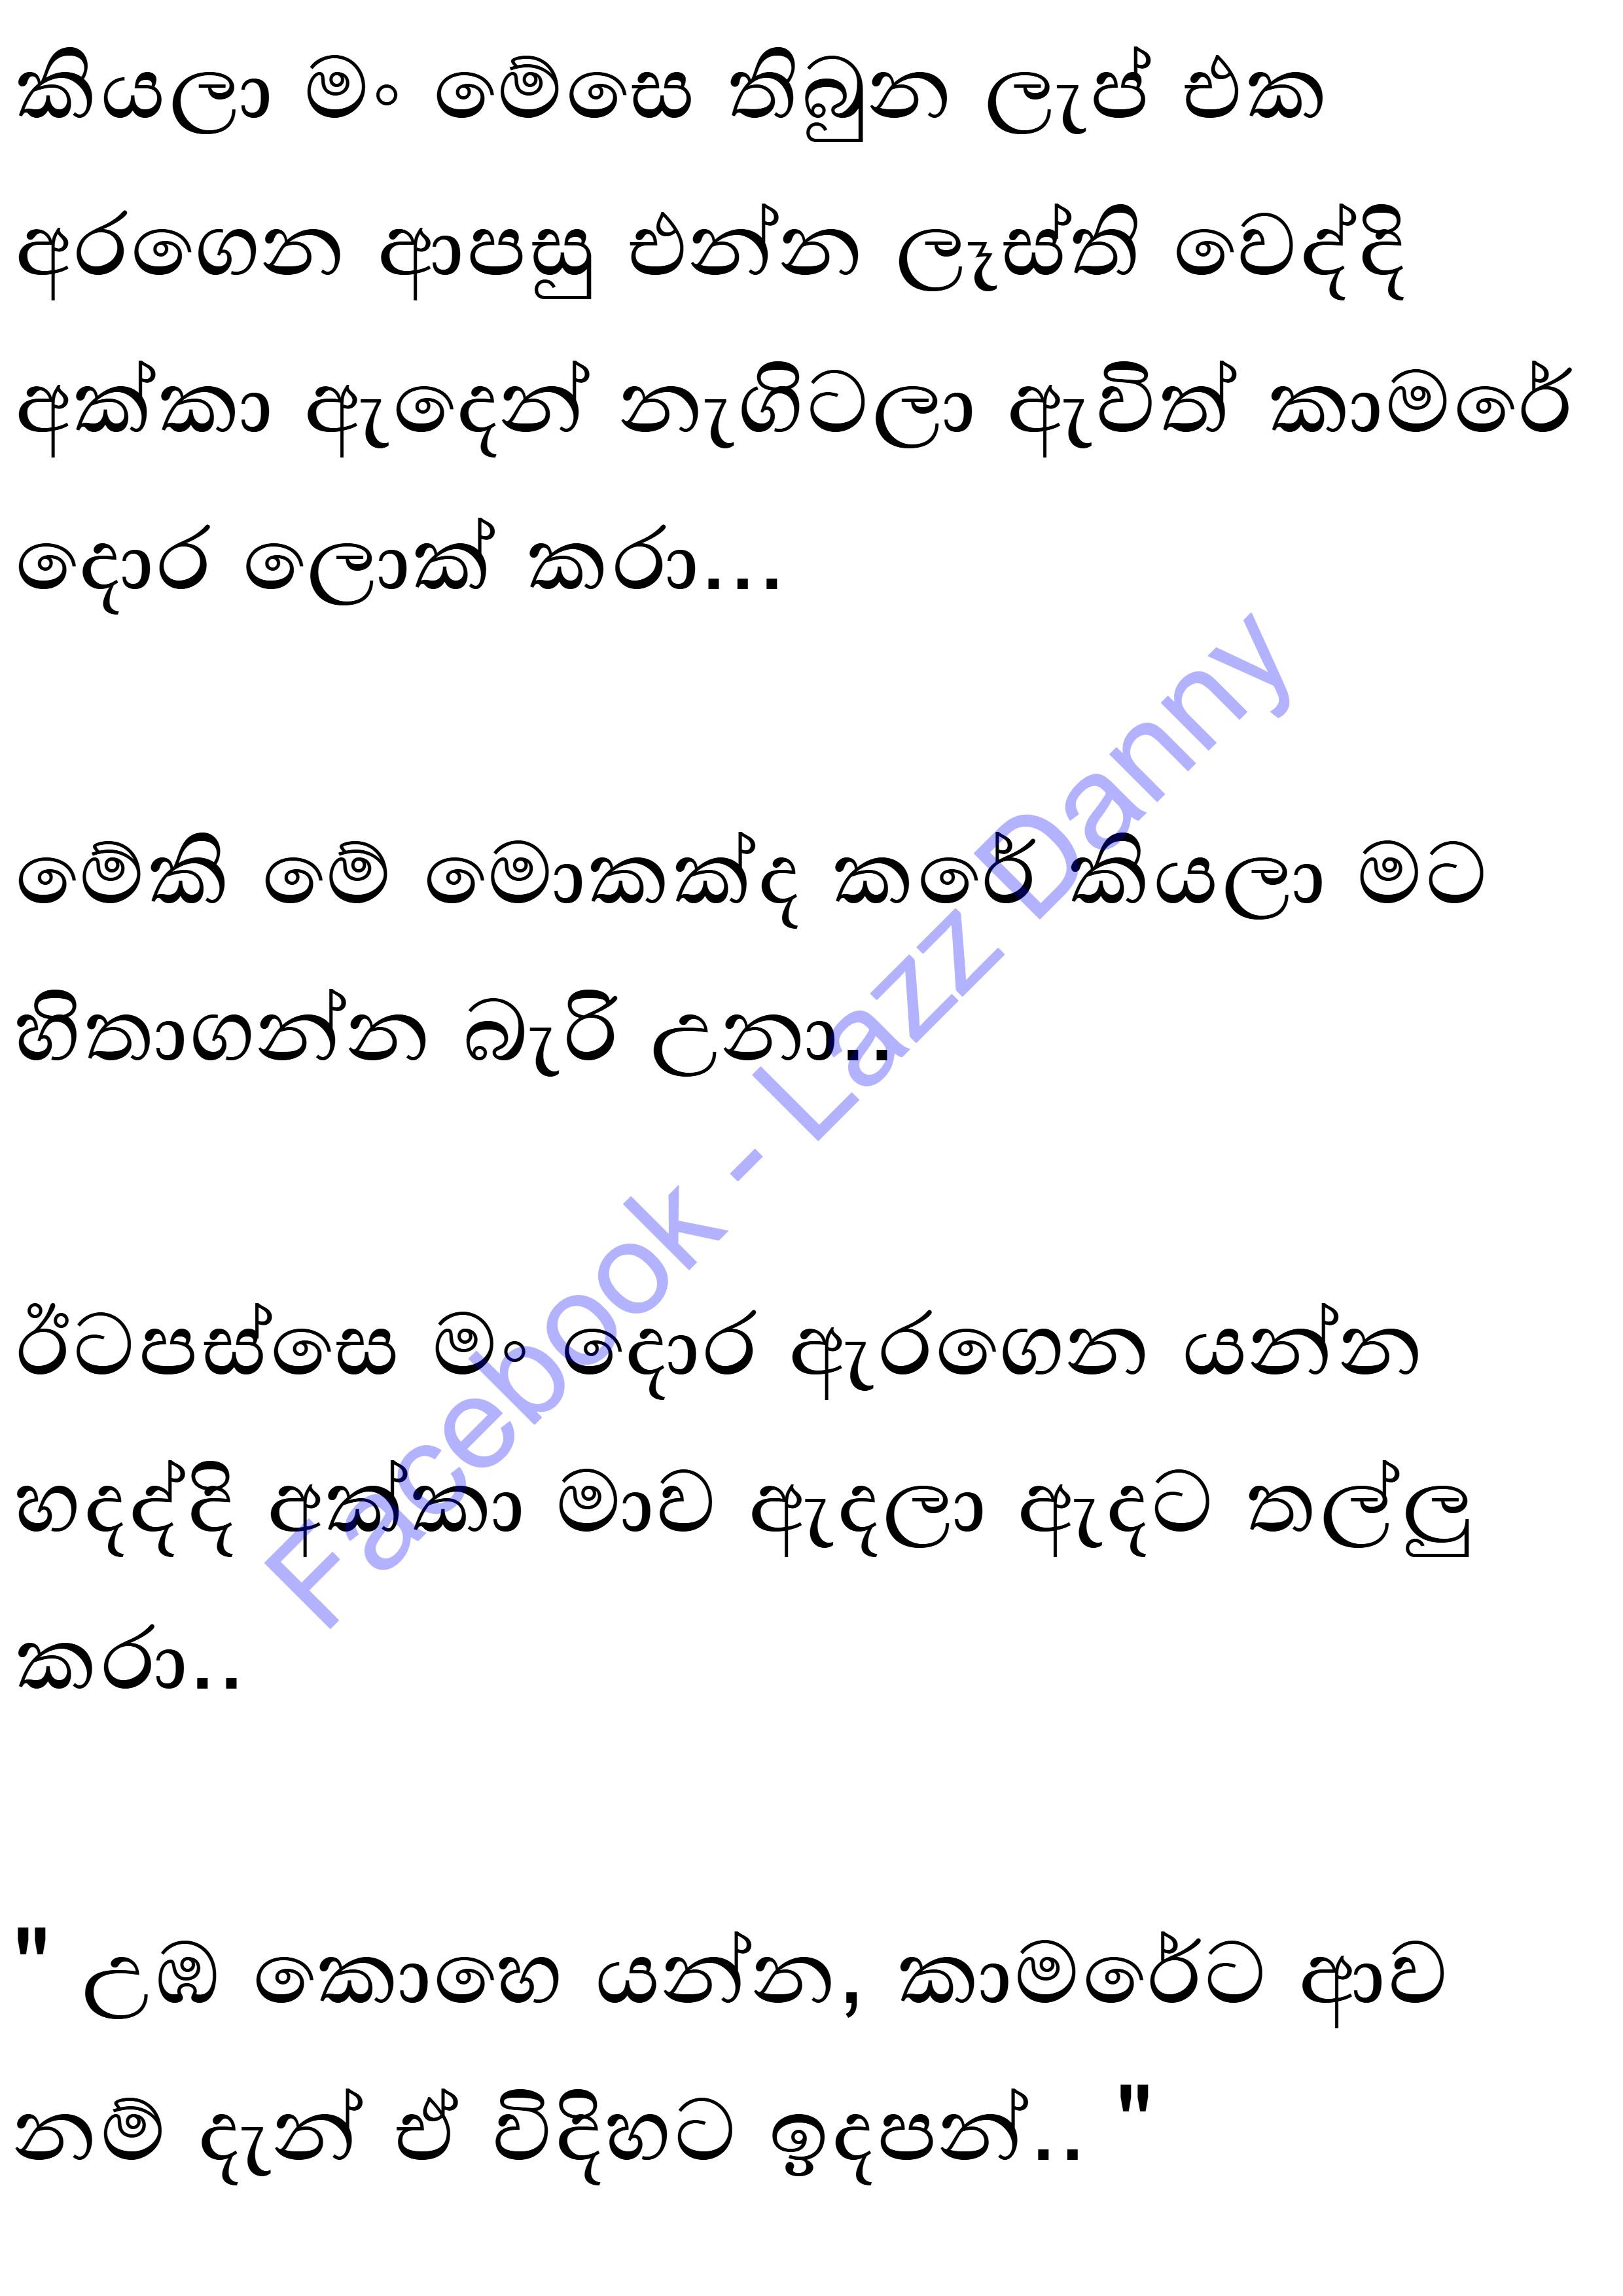 කියලා මං මේසෙ තිබුන ලැප් එක
අරගෙන ආපසු එන්න ලෑස්ති වෙද්දි
අක්කා ඇදෙන් නැගිටලා ඇවිත් කාමරේ
දොර ලොක් කරා...
මේකි මේ මොකක්ද කරේ කියලා මට
හිතාගන්න බැරි උනා..
ඊටපස්සෙ මං දොර ඇරගෙන යන්න
හදද්දි අක්කා මාව ඇදලා ඇදට තල්ලු
කරා..
" උඹ කොහෙ යන්න, කාමරේට ආව
නම් දැන් ඒ විදිහට ඉදපන්.. "
Facebook - Lazz Danny